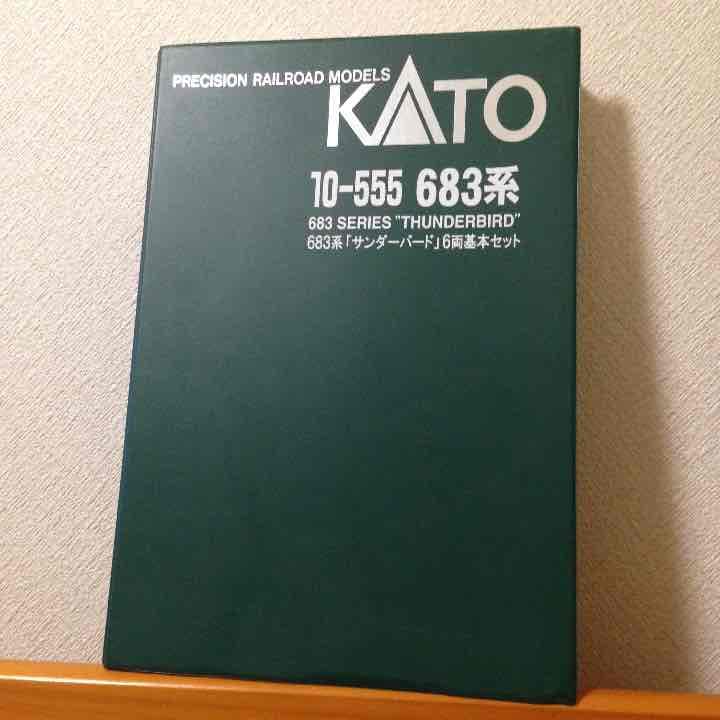 PRECISION RAILROAD MODELS
KATO
10-555 683系
683 SERIES "THUNDERBIRD"
683系「サンダーバード」6両基本セット